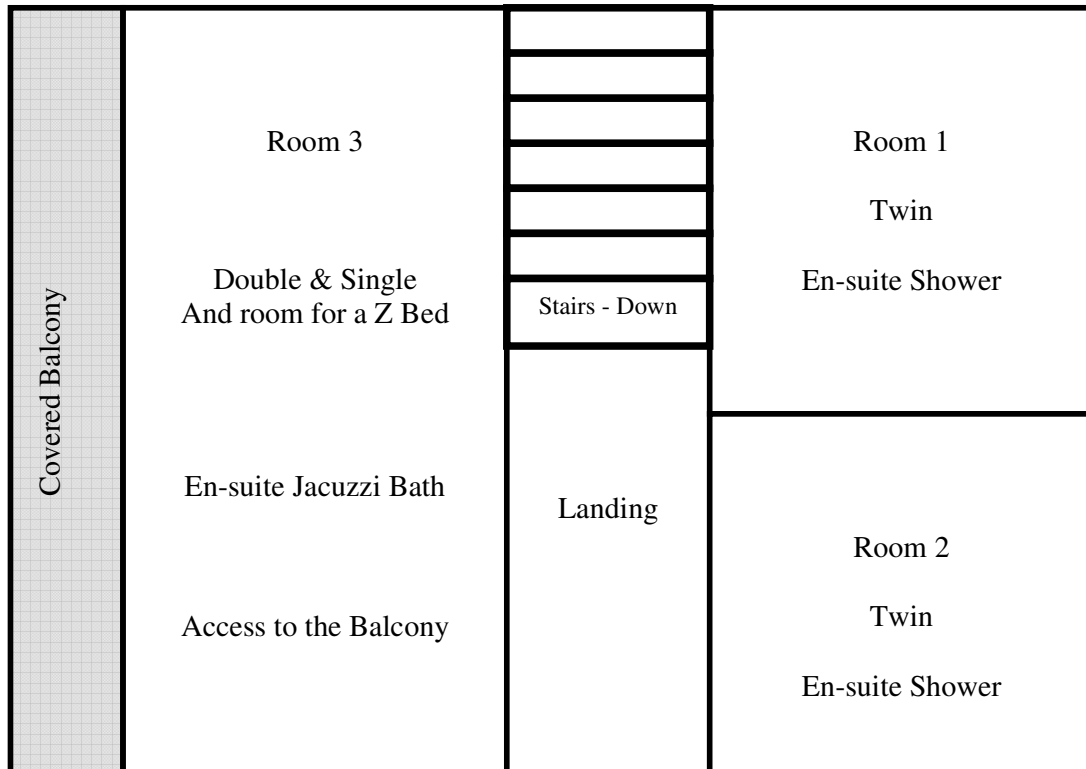 Covered Balcony
Room 3
Double & Single
And room for a Z Bed
En-suite Jacuzzi Bath
Access to the Balcony
Stairs - Down
Landing
Room 1
Twin
En-suite Shower
Room 2
Twin
En-suite Shower